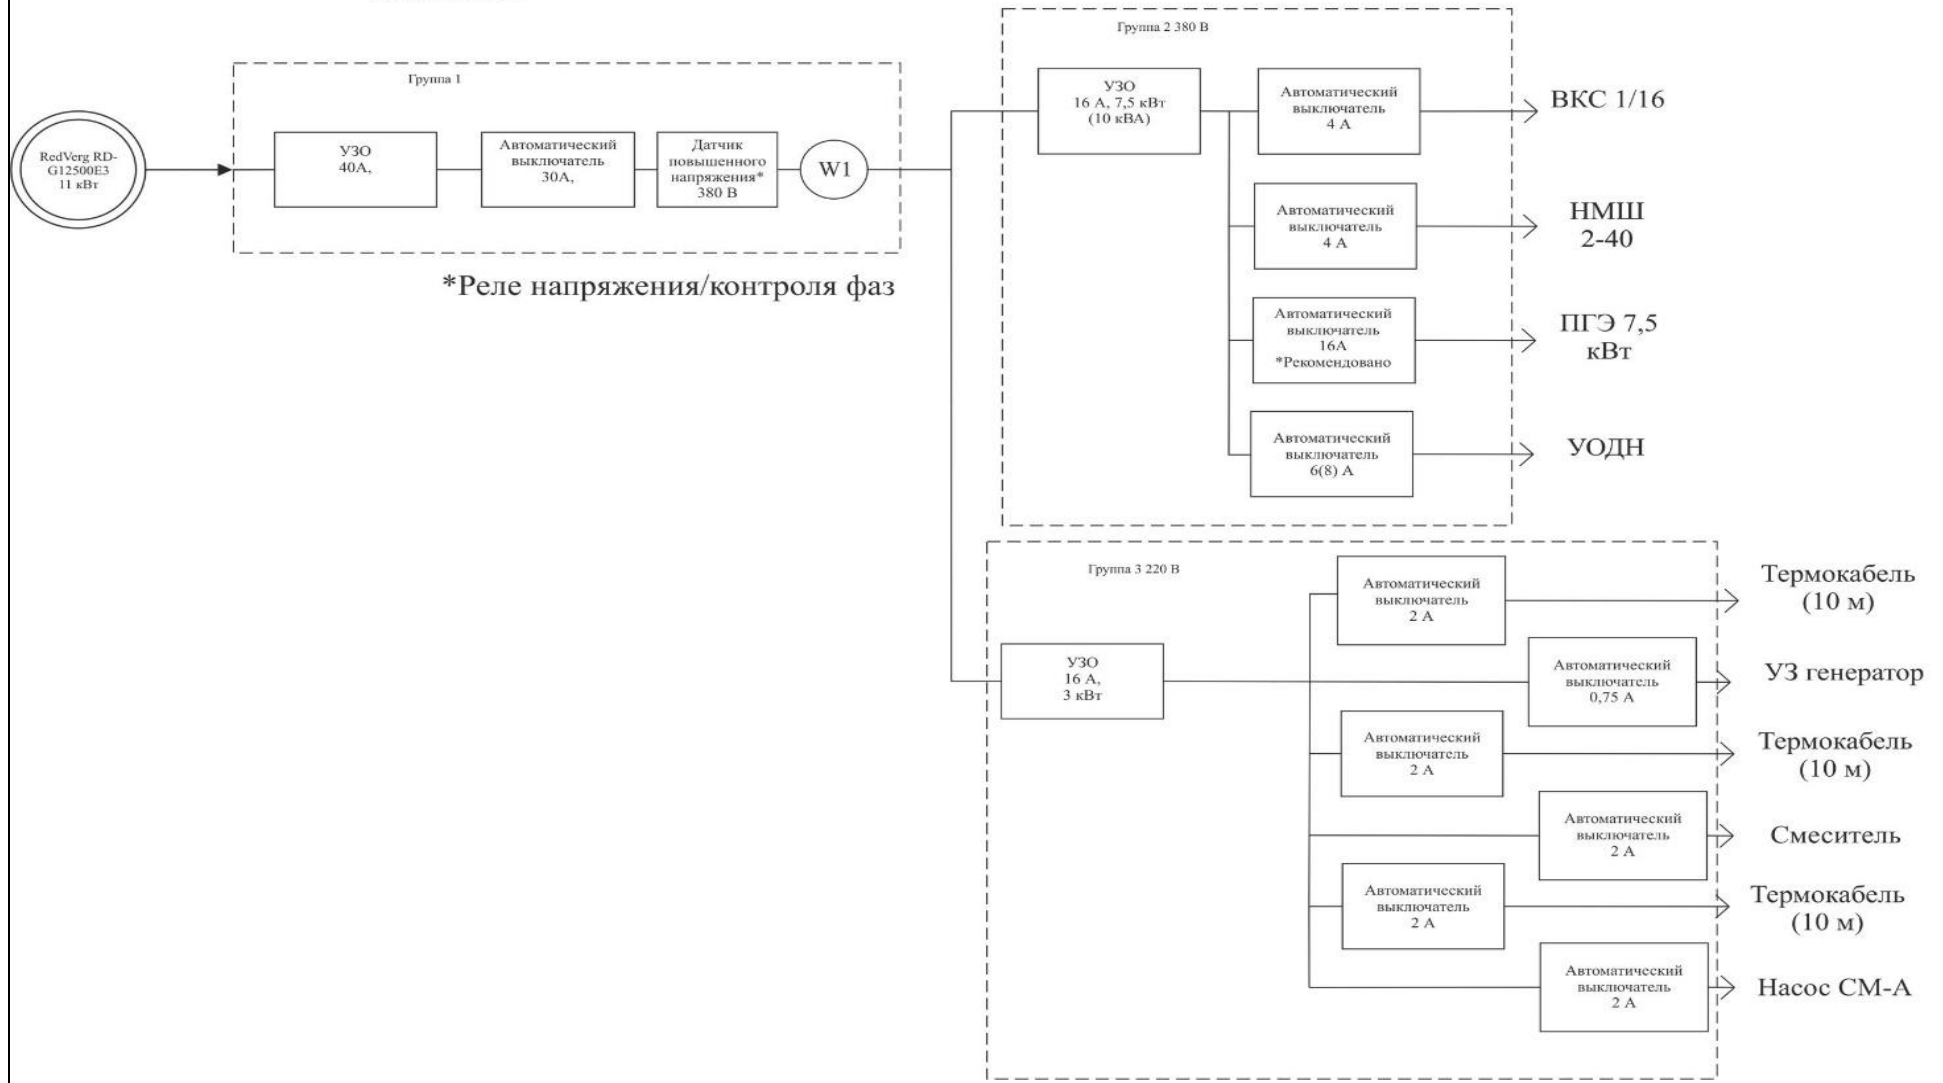 Группа 1
RedVerg RD-
G12500E3
11 кВт
УЗО
40А,
Автоматический
выключатель
30А,
Датчик
повышенного
напряжения*
380 В
W1
*Реле напряжения/контроля фаз
Группа 2 380 В
УЗО
16 А, 7,5 кВт
(10 кВА)
Автоматический
выключатель
4 А
ВКС 1/16
Автоматический
выключатель
4 А
НМШ
2-40
Автоматический
выключатель
16А
*Рекомендовано
ПГЭ 7,5
кВт
Автоматический
выключатель
6(8) А
УОДН
Группа 3 220 В
УЗО
16 А,
3 кВт
Автоматический
выключатель
2 А
Термокабель
(10 м)
Автоматический
выключатель
0,75 А
УЗ генератор
Автоматический
выключатель
2 А
Термокабель
(10 м)
Автоматический
выключатель
2 А
Смеситель
Автоматический
выключатель
2 А
Термокабель
(10 м)
Автоматический
выключатель
2 А
Насос СМ-А